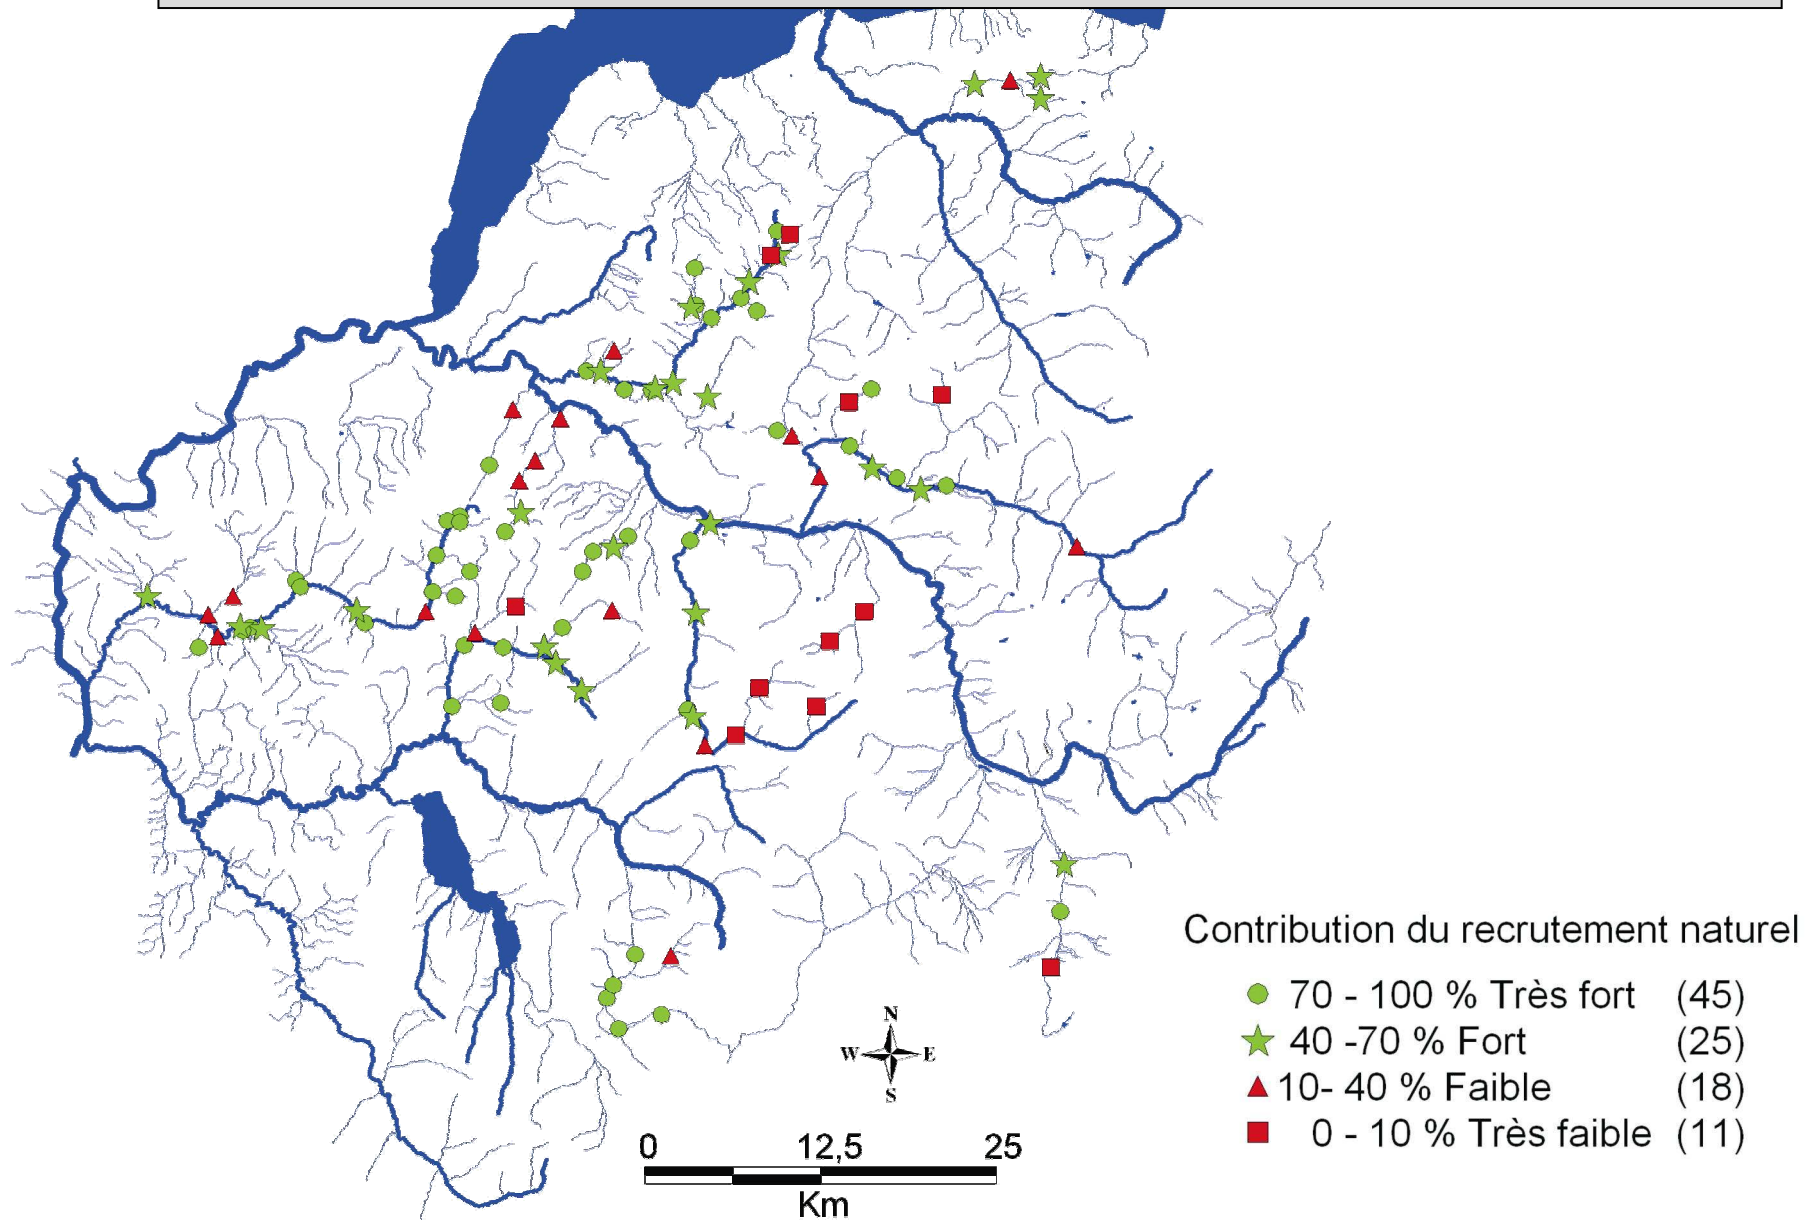 Contribution du recrutement naturel
70 - 100 % Très fort (45)
40 -70 % Fort (25)
10- 40 % Faible (18)
0 - 10 % Très faible (11)
N
W E
S
0 12,5 25
Km